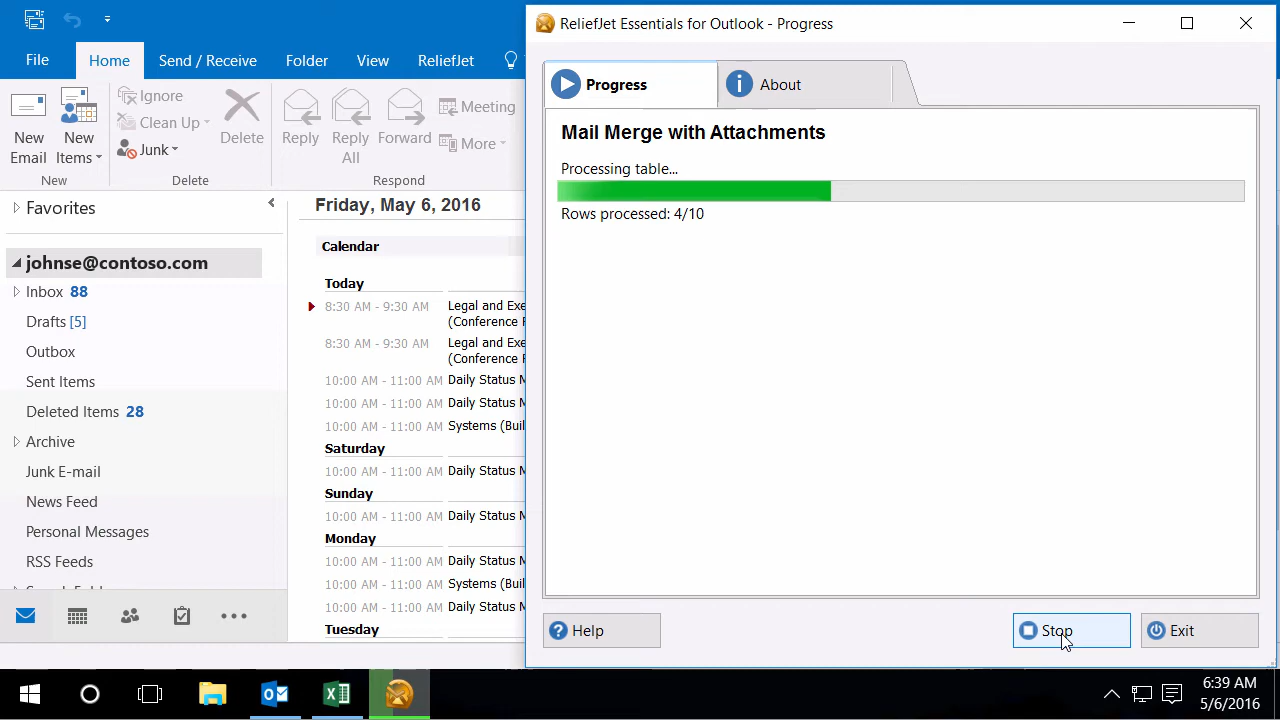 ReliefJet Essentials for Outlook - Progress
File
Home
Send / Receive
Folder
View
ReliefJet
New
Email
New
Items
New
Ignore
Clean Up
Junk
Delete
Delete
Reply
Reply
All
Forward
Meeting
More
Respond
Favorites
johnse@contoso.com
Inbox 88
Drafts [5]
Outbox
Sent Items
Deleted Items 28
Archive
Junk E-mail
News Feed
Personal Messages
RSS Feeds
Friday, May 6, 2016
Calendar
Today
8:30 AM - 9:30 AM Legal and Exe
(Conference
8:30 AM - 9:30 AM Legal and Exe
(Conference
10:00 AM - 11:00 AM Daily Status M
10:00 AM - 11:00 AM Daily Status M
10:00 AM - 11:00 AM Systems (Buil
Saturday
10:00 AM - 11:00 AM Daily Status M
Sunday
10:00 AM - 11:00 AM Daily Status M
Monday
10:00 AM - 11:00 AM Daily Status M
10:00 AM - 11:00 AM Systems (Buil
10:00 AM - 11:00 AM Daily Status M
Tuesday
Progress
About
Mail Merge with Attachments
Processing table...
Rows processed: 4/10
Help
Stop
Exit
6:39 AM
5/6/2016